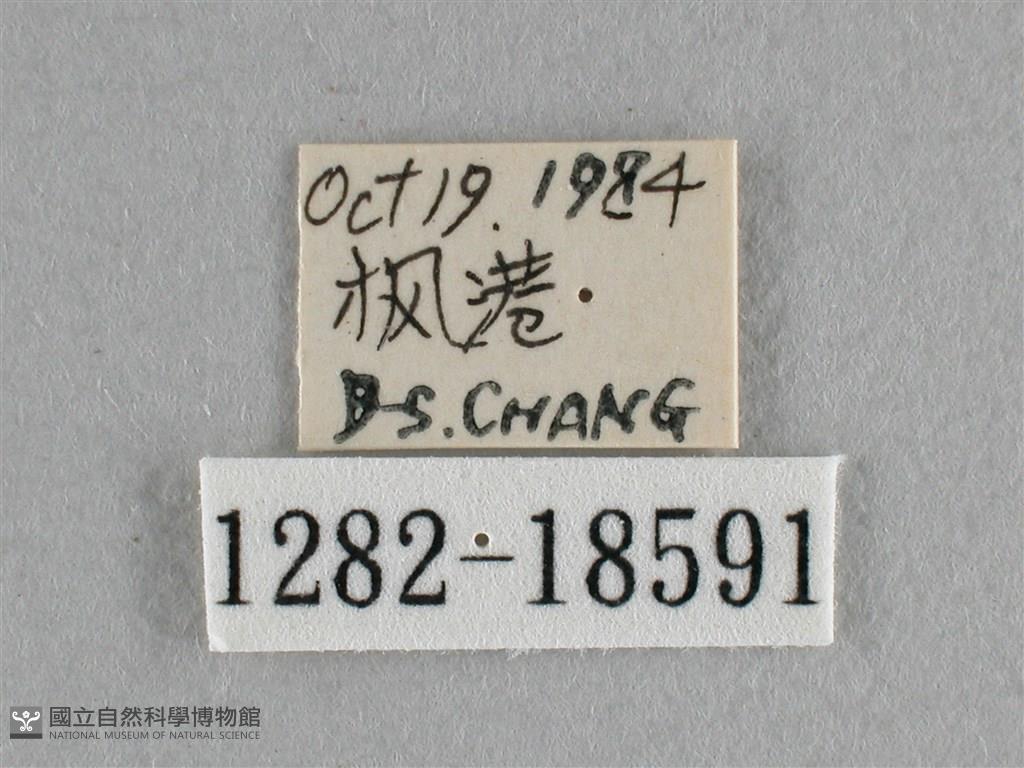 Oct 19. 1984
枫港
B-S. CHANG
1282-18591
國立自然科學博物館
NATIONAL MUSEUM OF NATURAL SCIENCE